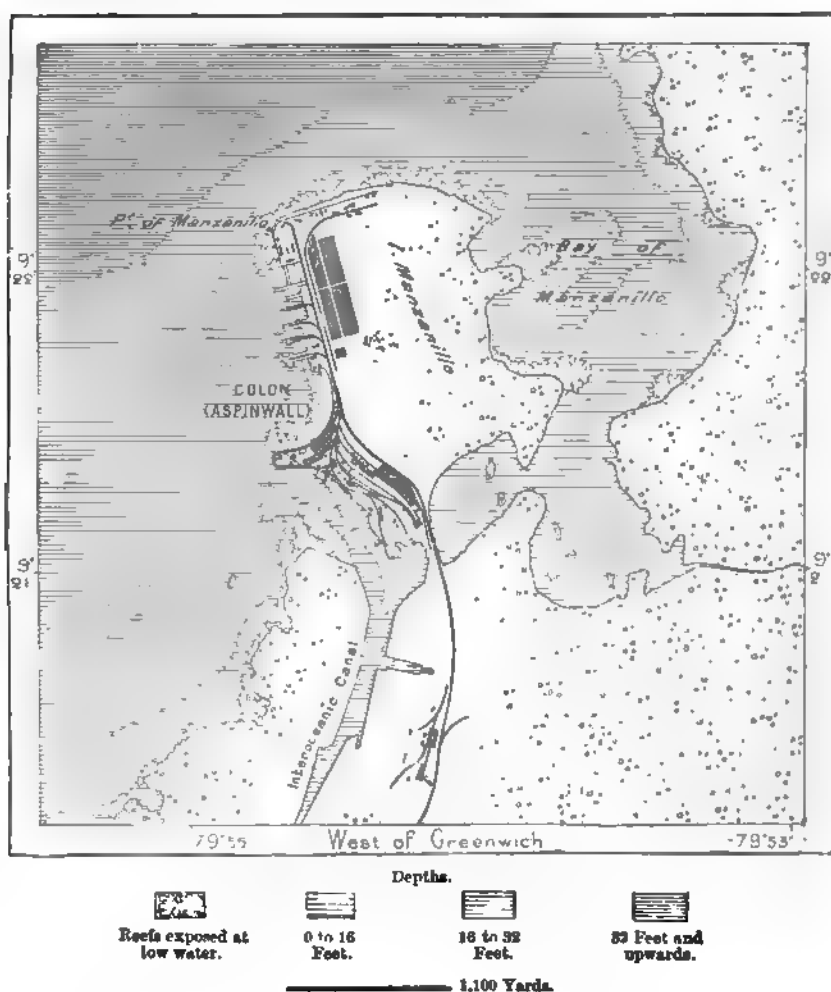 Pt. of Manzanillo
I. Manzanillo
Bay of
Manzanillo
9°
22'
9°
22'
COLON
(ASPINWALL)
9°
21'
9°
21'
Interoceanic Canal
79°55'
West of Greenwich
79°53'
Depths.
Reefs exposed at
low water.
0 to 16
Feet.
16 to 32
Feet.
32 Feet and
upwards.
1,100 Yards.